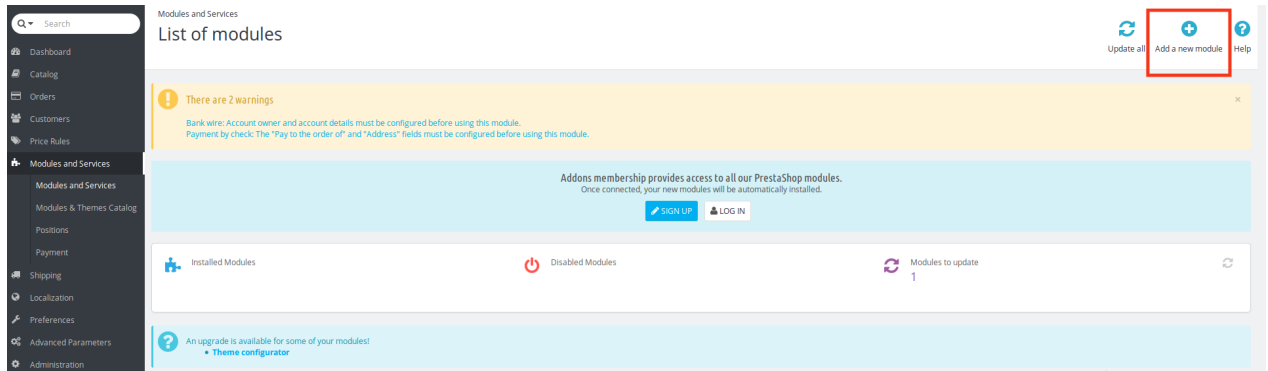 Search
Dashboard
Catalog
Orders
Customers
Price Rules
Modules and Services
Modules and Services
Modules & Themes Catalog
Positions
Payment
Shipping
Localization
Preferences
Advanced Parameters
Administration
Modules and Services
List of modules
Update all
Add a new module
Help
There are 2 warnings
Bank wire: Account owner and account details must be configured before using this module.
Payment by check: The "Pay to the order of" and "Address" fields must be configured before using this module.
Addons membership provides access to all our PrestaShop modules.
Once connected, your new modules will be automatically installed.
SIGN UP
LOG IN
Installed Modules
Disabled Modules
Modules to update
1
An upgrade is available for some of your modules!
• Theme configurator